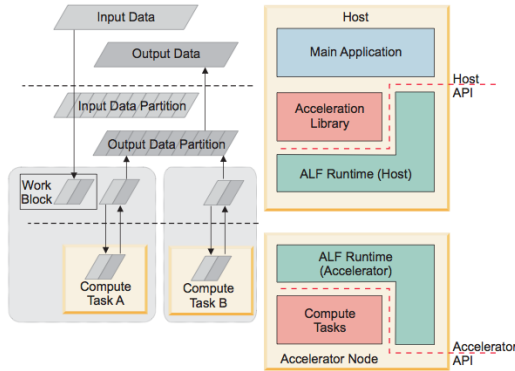 Input Data
Output Data
Input Data Partition
Output Data Partition
Work
Block
Compute
Task A
Compute
Task B
Host
Main Application
Acceleration
Library
ALF Runtime (Host)
Host
API
ALF Runtime
(Accelerator)
Compute
Tasks
Accelerator Node
Accelerator
API